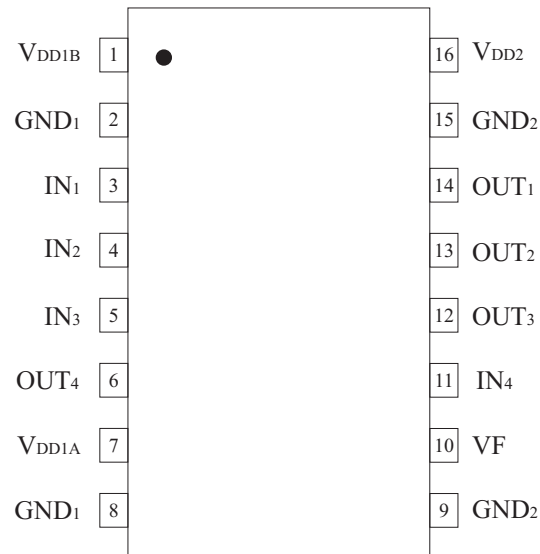 VDD1B 1 16 VDD2
GND1 2 15 GND2
IN1 3 14 OUT1
IN2 4 13 OUT2
IN3 5 12 OUT3
OUT4 6 11 IN4
VDD1A 7 10 VF
GND1 8 9 GND2